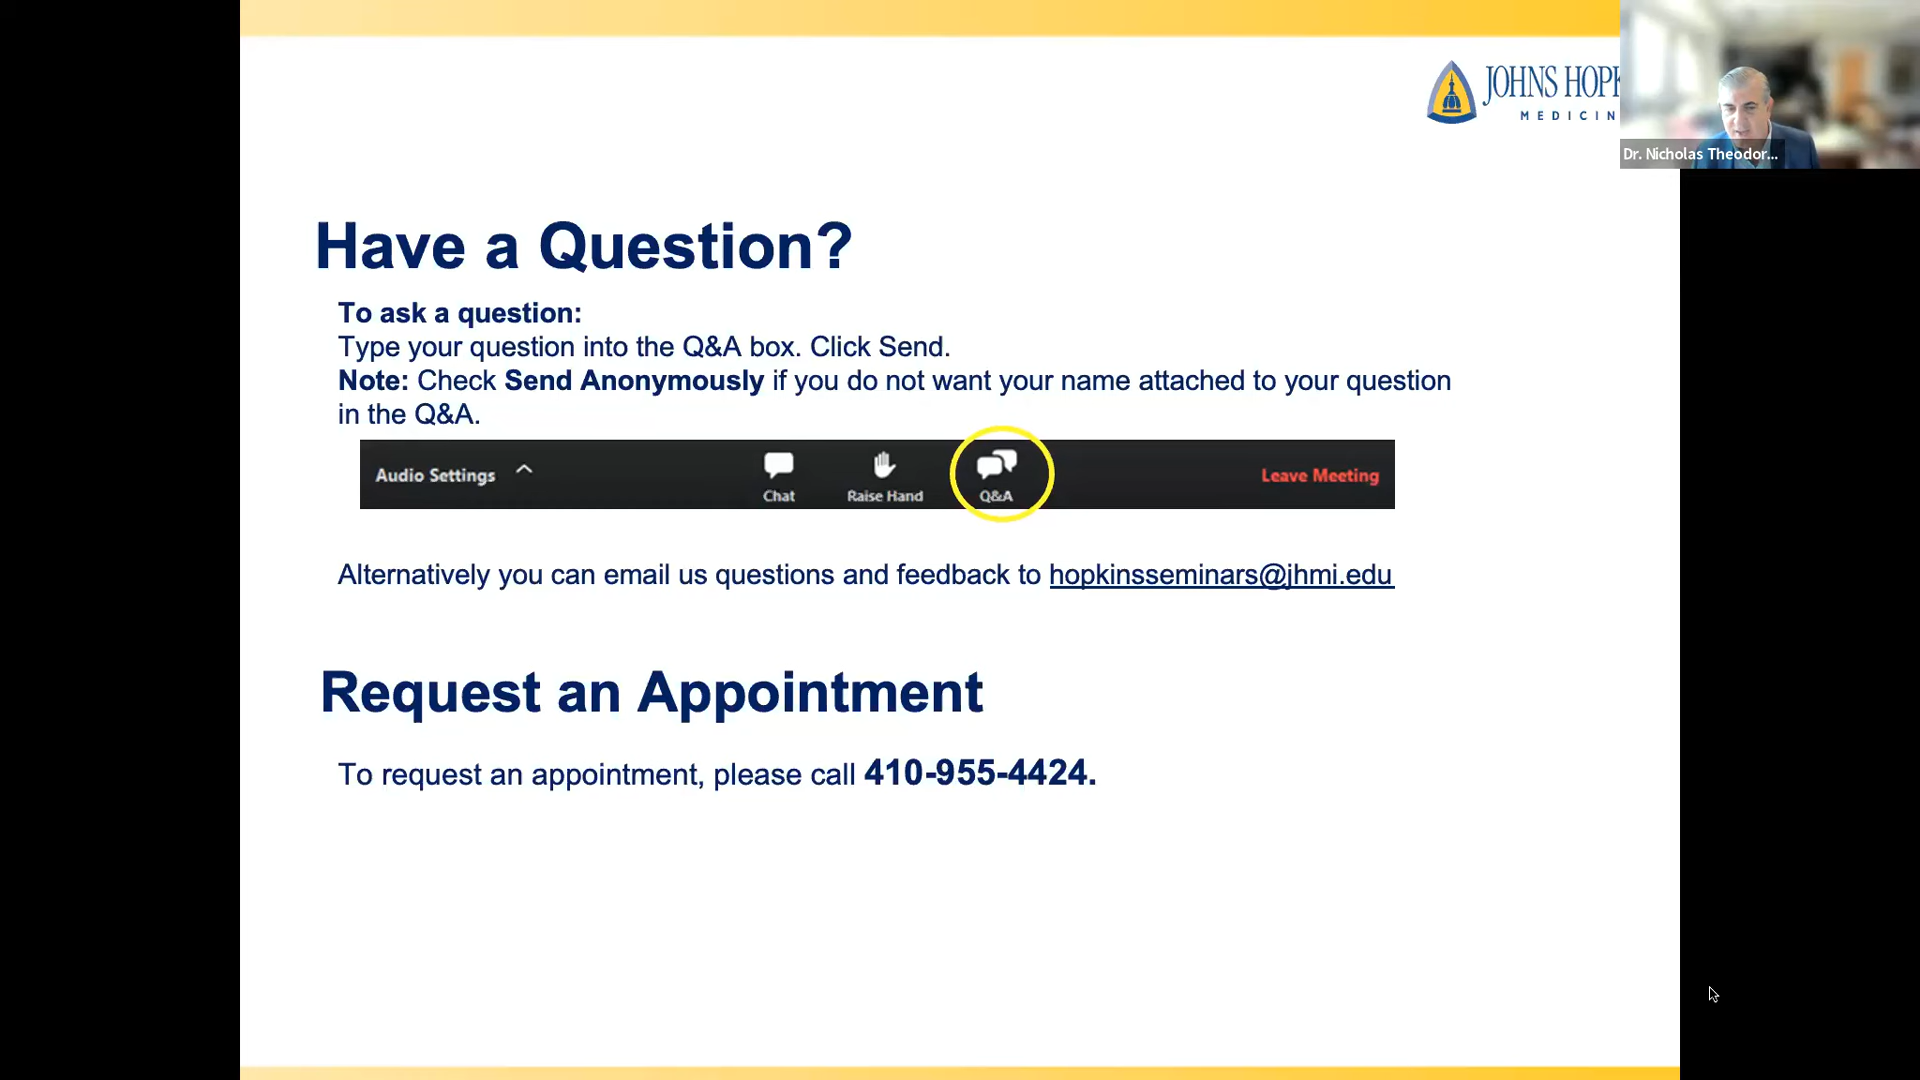 JOHNS HOPK
MEDICIN
Dr. Nicholas Theodor...
Have a Question?
To ask a question:
Type your question into the Q&A box. Click Send.
Note: Check Send Anonymously if you do not want your name attached to your question
in the Q&A.
Audio Settings
Chat
Raise Hand
Q&A
Leave Meeting
Alternatively you can email us questions and feedback to hopkinsseminars@jhmi.edu
Request an Appointment
To request an appointment, please call 410-955-4424.